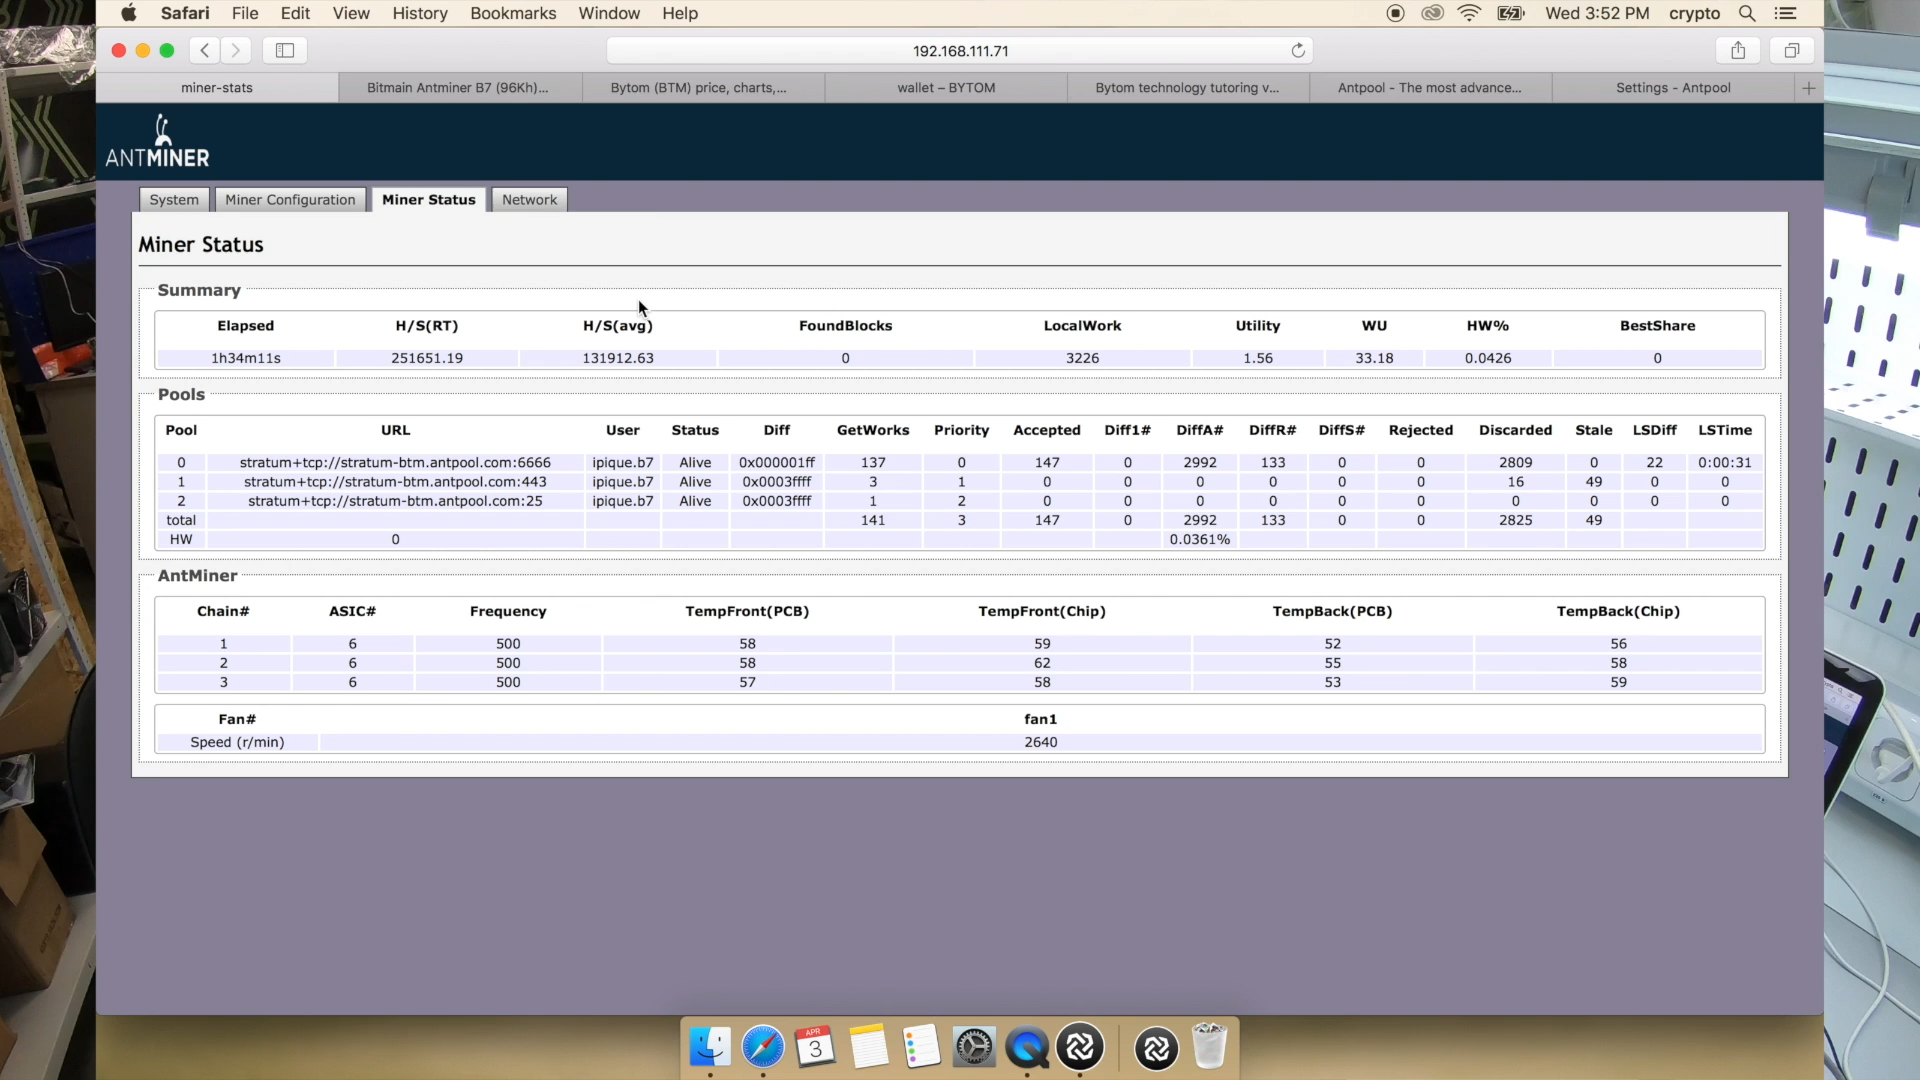 Safari File Edit View History Bookmarks Window Help Wed 3:52 PM crypto
192.168.111.71
miner-stats Bitmain Antminer B7 (96Kh)... Bytom (BTM) price, charts,... wallet – BYTOM Bytom technology tutoring v... Antpool - The most advance... Settings - Antpool
ANTMINER
System Miner Configuration Miner Status Network
Miner Status
Summary
Elapsed H/S(RT) H/S(avg) FoundBlocks LocalWork Utility WU HW% BestShare
1h34m11s 251651.19 131912.63 0 3226 1.56 33.18 0.0426 0
Pools
Pool URL User Status Diff GetWorks Priority Accepted Diff1# DiffA# DiffR# DiffS# Rejected Discarded Stale LSDiff LSTime
0 stratum+tcp://stratum-btm.antpool.com:6666 ipique.b7 Alive 0x000001ff 137 0 147 0 2992 133 0 0 2809 0 22 0:00:31
1 stratum+tcp://stratum-btm.antpool.com:443 ipique.b7 Alive 0x0003ffff 3 1 0 0 0 0 0 0 16 49 0 0
2 stratum+tcp://stratum-btm.antpool.com:25 ipique.b7 Alive 0x0003ffff 1 2 0 0 0 0 0 0 0 0 0 0
total 141 3 147 0 2992 133 0 0 2825 49
HW 0 0.0361%
AntMiner
Chain# ASIC# Frequency TempFront(PCB) TempFront(Chip) TempBack(PCB) TempBack(Chip)
1 6 500 58 59 52 56
2 6 500 58 62 55 58
3 6 500 57 58 53 59
Fan# fan1
Speed (r/min) 2640
APR
3